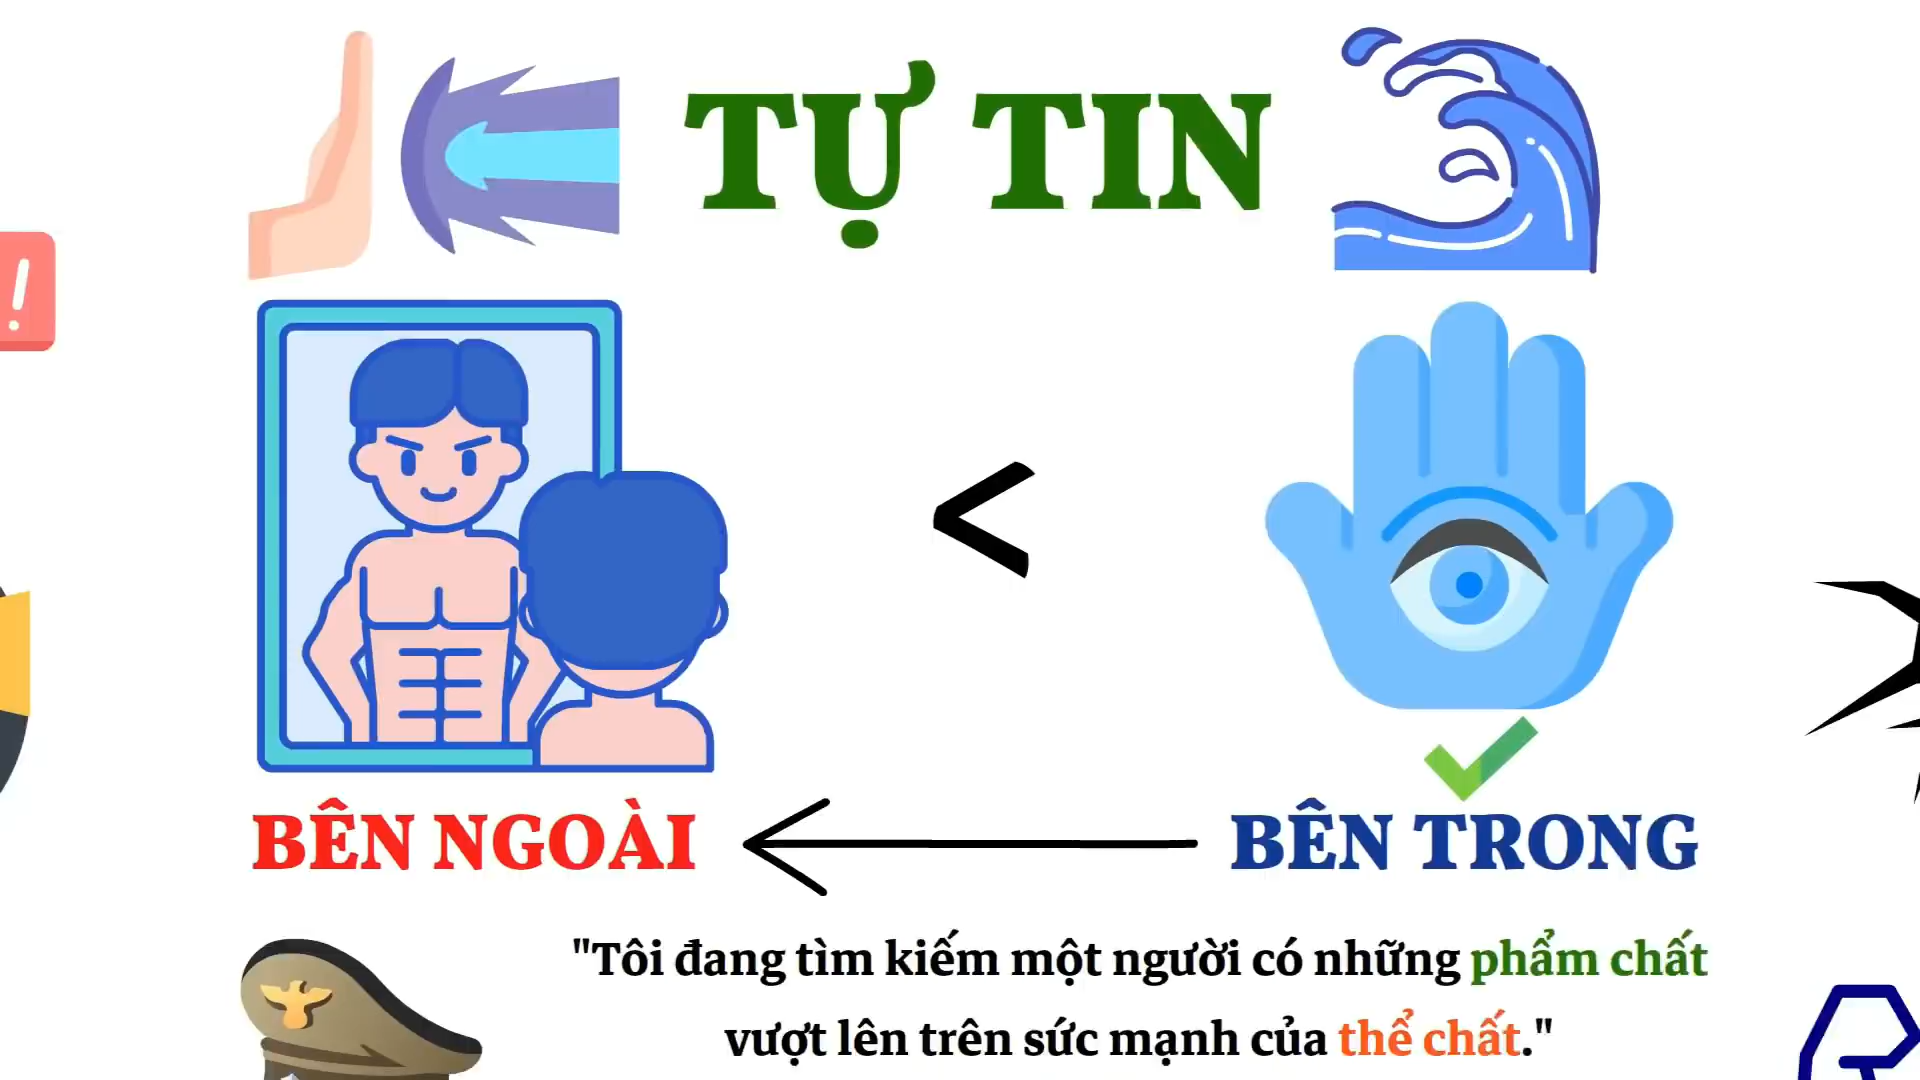 TỰ TIN
!
<
BÊN NGOÀI
BÊN TRONG
"Tôi đang tìm kiếm một người có những phẩm chất
vượt lên trên sức mạnh của thể chất."